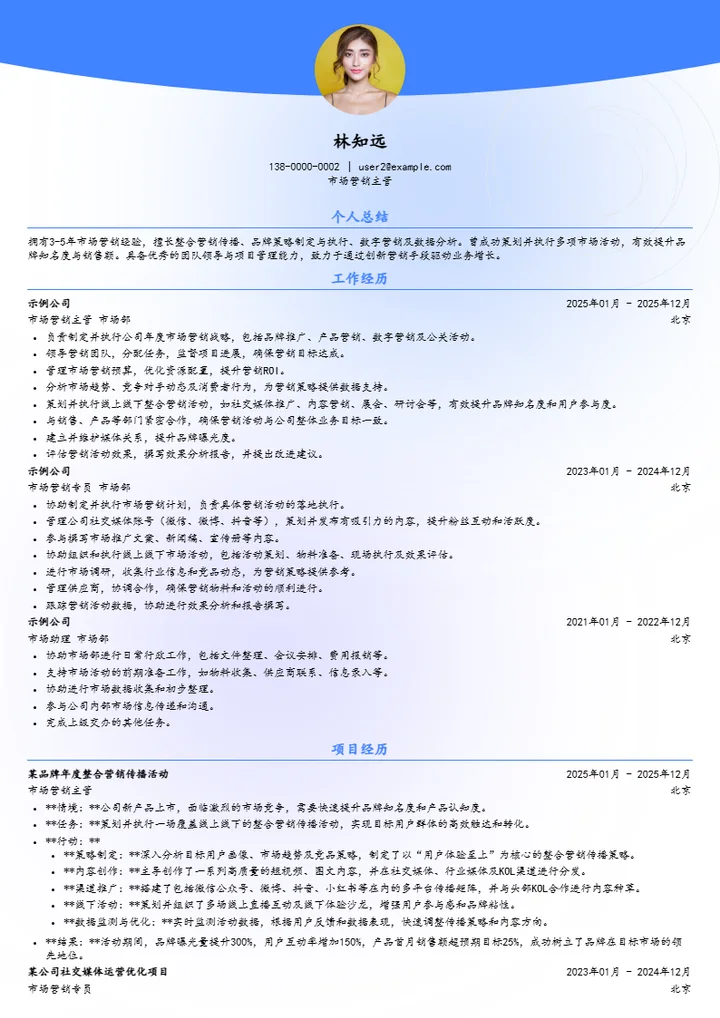 林知远
138-0000-0002 | user2@example.com
市场营销主管
个人总结
拥有3-5年市场营销经验，擅长整合营销传播、品牌策略制定与执行、数字营销及数据分析。曾成功策划并执行多项市场活动，有效提升品
牌知名度与销售额。具备优秀的团队领导与项目管理能力，致力于通过创新营销手段驱动业务增长。
工作经历
示例公司 2025年01月 - 2025年12月
市场营销主管 市场部 北京
• 负责制定并执行公司年度市场营销战略，包括品牌推广、产品营销、数字营销及公关活动。
• 领导营销团队，分配任务，监督项目进展，确保营销目标达成。
• 管理市场营销预算，优化资源配置，提升营销ROI。
• 分析市场趋势、竞争对手动态及消费者行为，为营销策略提供数据支持。
• 策划并执行线上线下整合营销活动，如社交媒体推广、内容营销、展会、研讨会等，有效提升品牌知名度和用户参与度。
• 与销售、产品等部门紧密合作，确保营销活动与公司整体业务目标一致。
• 建立并维护媒体关系，提升品牌曝光度。
• 评估营销活动效果，撰写效果分析报告，并提出改进建议。
示例公司 2023年01月 - 2024年12月
市场营销专员 市场部 北京
• 协助制定并执行市场营销计划，负责具体营销活动的落地执行。
• 管理公司社交媒体账号（微信、微博、抖音等），策划并发布有吸引力的内容，提升粉丝互动和活跃度。
• 参与撰写市场推广文案、新闻稿、宣传册等内容。
• 协助组织和执行线上线下市场活动，包括活动策划、物料准备、现场执行及效果评估。
• 进行市场调研，收集行业信息和竞品动态，为营销策略提供参考。
• 管理供应商，协调合作，确保营销物料和活动的顺利进行。
• 跟踪营销活动数据，协助进行效果分析和报告撰写。
示例公司 2021年01月 - 2022年12月
市场助理 市场部 北京
• 协助市场部进行日常行政工作，包括文件整理、会议安排、费用报销等。
• 支持市场活动的前期准备工作，如物料收集、供应商联系、信息录入等。
• 协助进行市场数据收集和初步整理。
• 参与公司内部市场信息传递和沟通。
• 完成上级交办的其他任务。
项目经历
某品牌年度整合营销传播活动 2025年01月 - 2025年12月
市场营销主管 北京
• **情境：**公司新产品上市，面临激烈的市场竞争，需要快速提升品牌知名度和产品认知度。
• **任务：**策划并执行一场覆盖线上线下的整合营销传播活动，实现目标用户群体的高效触达和转化。
• **行动：**
• **策略制定：**深入分析目标用户画像、市场趋势及竞品策略，制定了以“用户体验至上”为核心的整合营销传播策略。
• **内容创作：**主导创作了一系列高质量的短视频、图文内容，并在社交媒体、行业媒体及KOL渠道进行分发。
• **渠道推广：**搭建了包括微信公众号、微博、抖音、小红书等在内的多平台传播矩阵，并与头部KOL合作进行内容种草。
• **线下活动：**策划并组织了多场线上直播互动及线下体验沙龙，增强用户参与感和品牌粘性。
• **数据监测与优化：**实时监测活动数据，根据用户反馈和数据表现，快速调整传播策略和内容方向。
• **结果：**活动期间，品牌曝光量提升300%，用户互动率增加150%，产品首月销售额超预期目标25%，成功树立了品牌在目标市场的领
先地位。
某公司社交媒体运营优化项目 2023年01月 - 2024年12月
市场营销专员 北京